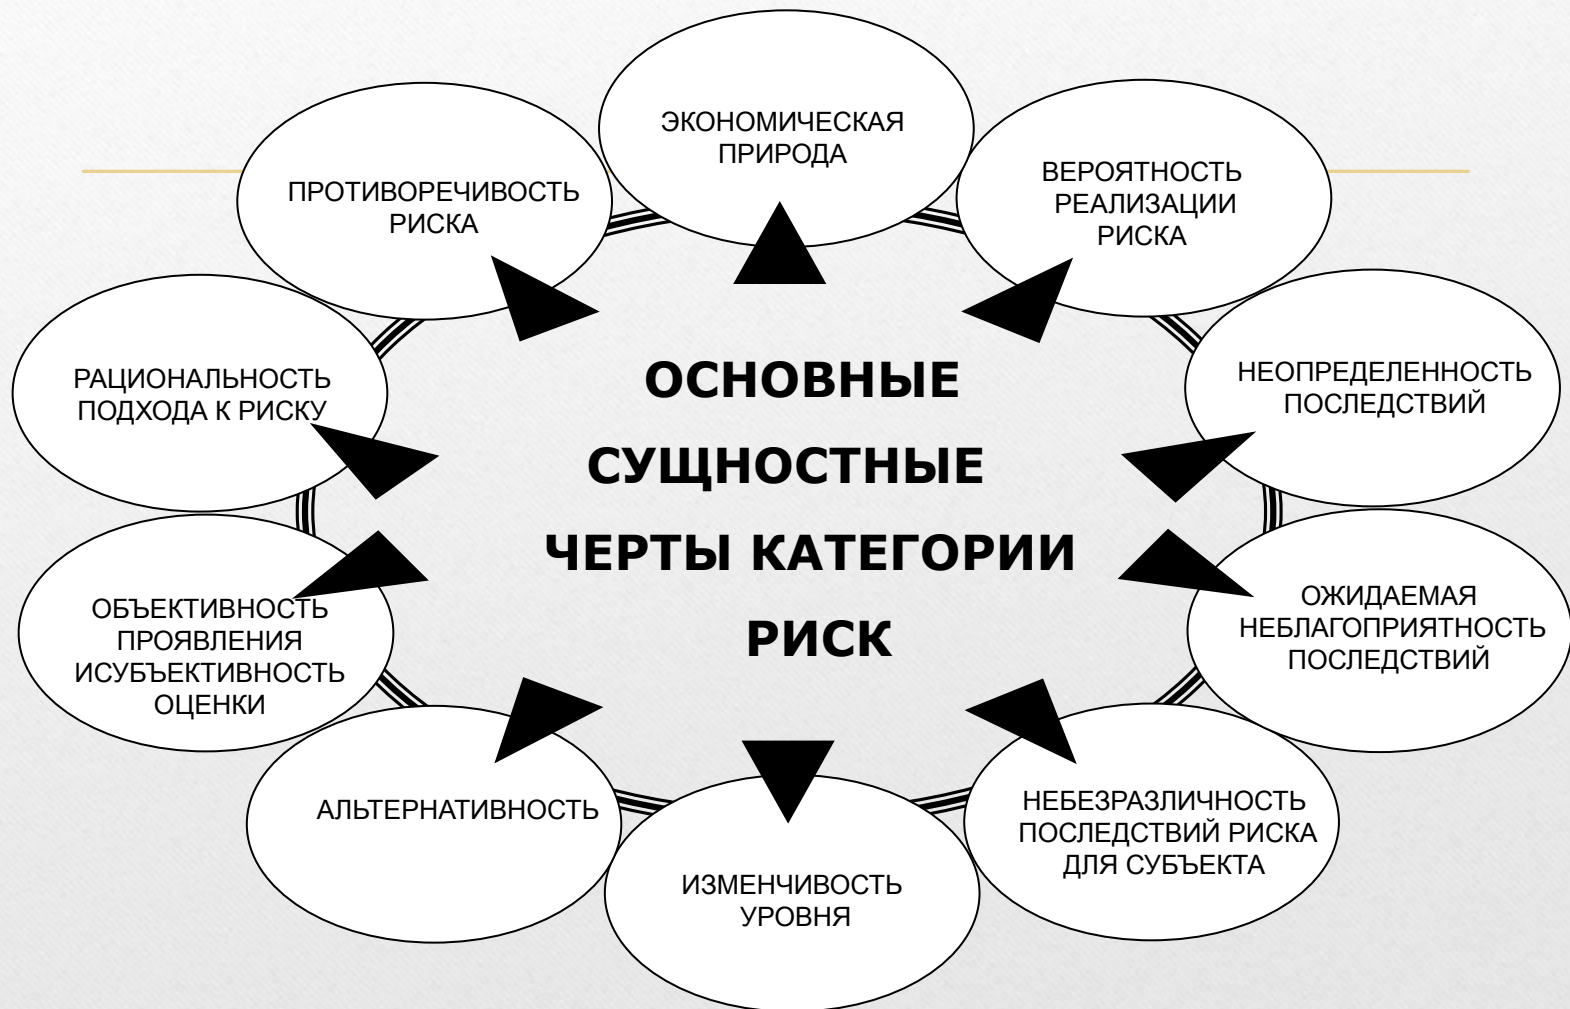 ЭКОНОМИЧЕСКАЯ
ПРИРОДА
ВЕРОЯТНОСТЬ
РЕАЛИЗАЦИИ
РИСКА
НЕОПРЕДЕЛЕННОСТЬ
ПОСЛЕДСТВИЙ
ОЖИДАЕМАЯ
НЕБЛАГОПРИЯТНОСТЬ
ПОСЛЕДСТВИЙ
НЕБЕЗРАЗЛИЧНОСТЬ
ПОСЛЕДСТВИЙ РИСКА
ДЛЯ СУБЪЕКТА
ИЗМЕНЧИВОСТЬ
УРОВНЯ
АЛЬТЕРНАТИВНОСТЬ
ОБЪЕКТИВНОСТЬ
ПРОЯВЛЕНИЯ
ИСУБЪЕКТИВНОСТЬ
ОЦЕНКИ
РАЦИОНАЛЬНОСТЬ
ПОДХОДА К РИСКУ
ПРОТИВОРЕЧИВОСТЬ
РИСКА
ОСНОВНЫЕ
СУЩНОСТНЫЕ
ЧЕРТЫ КАТЕГОРИИ
РИСК